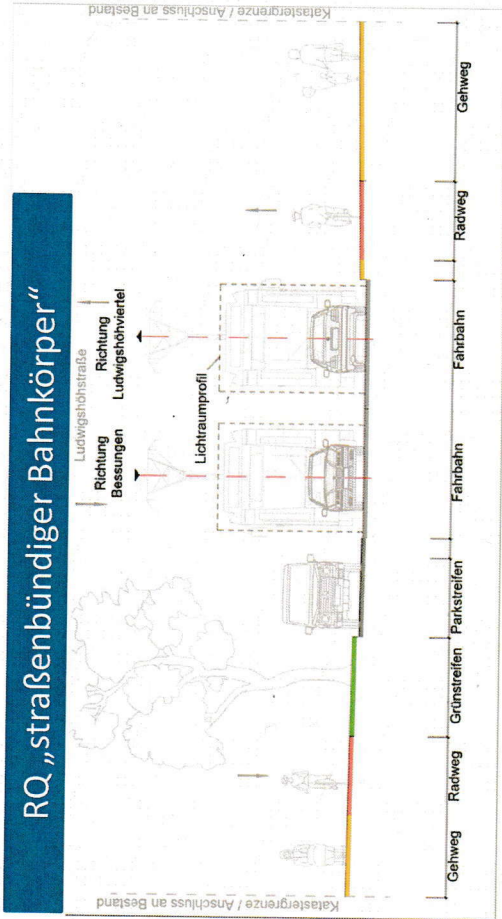 RQ „straßenbündiger Bahnkörper“
Katastergrenze / Anschluss an Bestand
Ludwigshöhstraße
Richtung
Bessungen
Richtung
Ludwigshöhviertel
Katastergrenze / Anschluss an Bestand
Lichtraumprofil
Gehweg
Radweg
Grünstreifen
Parkstreifen
Fahrbahn
Fahrbahn
Radweg
Gehweg